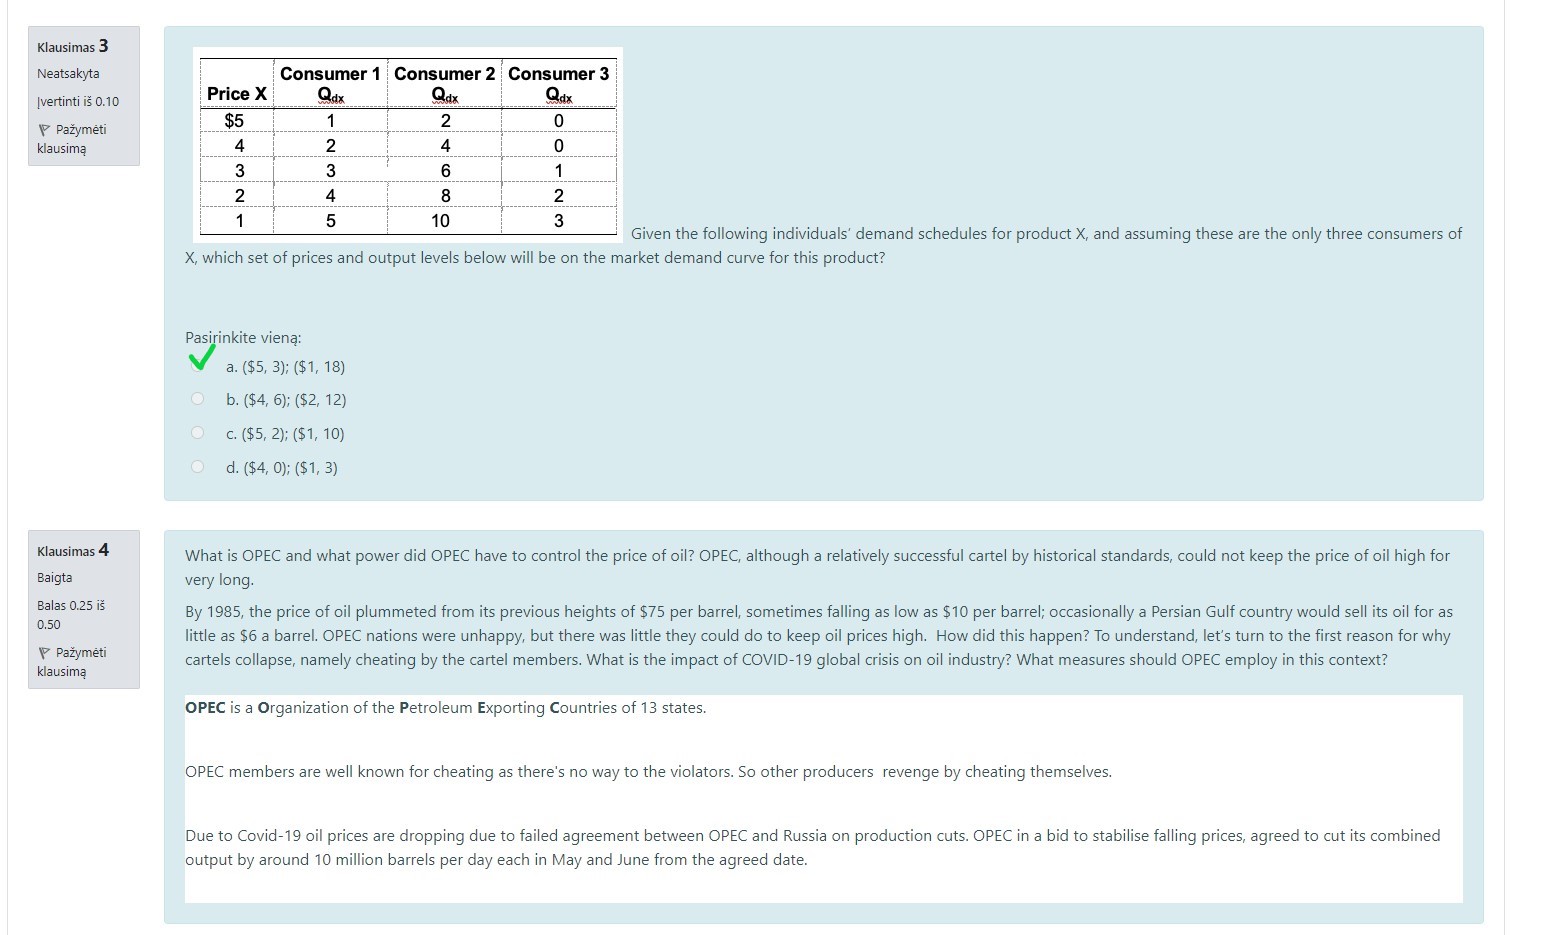 Klausimas 3
Neatsakyta
Įvertinti iš 0.10
Pažymėti
klausimą
Consumer 1 Consumer 2 Consumer 3
Price X Qdx Qdx Qdx
$5 1 2 0
4 2 4 0
3 3 6 1
2 4 8 2
1 5 10 3
Given the following individuals' demand schedules for product X, and assuming these are the only three consumers of
X, which set of prices and output levels below will be on the market demand curve for this product?
Pasirinkite vieną:
a. ($5, 3); ($1, 18)
b. ($4, 6); ($2, 12)
c. ($5, 2); ($1, 10)
d. ($4, 0); ($1, 3)
Klausimas 4
Baigta
Balas 0.25 iš
0.50
Pažymėti
klausimą
What is OPEC and what power did OPEC have to control the price of oil? OPEC, although a relatively successful cartel by historical standards, could not keep the price of oil high for
very long.
By 1985, the price of oil plummeted from its previous heights of $75 per barrel, sometimes falling as low as $10 per barrel; occasionally a Persian Gulf country would sell its oil for as
little as $6 a barrel. OPEC nations were unhappy, but there was little they could do to keep oil prices high. How did this happen? To understand, let's turn to the first reason for why
cartels collapse, namely cheating by the cartel members. What is the impact of COVID-19 global crisis on oil industry? What measures should OPEC employ in this context?
OPEC is a Organization of the Petroleum Exporting Countries of 13 states.
OPEC members are well known for cheating as there's no way to the violators. So other producers revenge by cheating themselves.
Due to Covid-19 oil prices are dropping due to failed agreement between OPEC and Russia on production cuts. OPEC in a bid to stabilise falling prices, agreed to cut its combined
output by around 10 million barrels per day each in May and June from the agreed date.